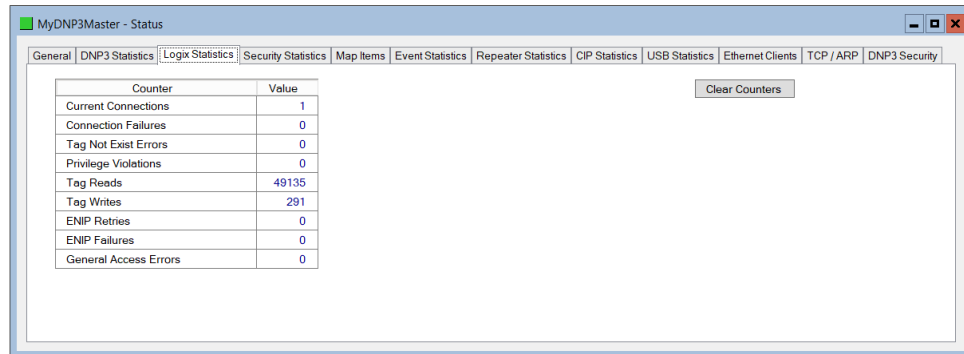 MyDNP3Master - Status
General DNP3 Statistics Logix Statistics Security Statistics Map Items Event Statistics Repeater Statistics CIP Statistics USB Statistics Ethernet Clients TCP / ARP DNP3 Security
Counter Value
Clear Counters
Current Connections 1
Connection Failures 0
Tag Not Exist Errors 0
Privilege Violations 0
Tag Reads 49135
Tag Writes 291
ENIP Retries 0
ENIP Failures 0
General Access Errors 0